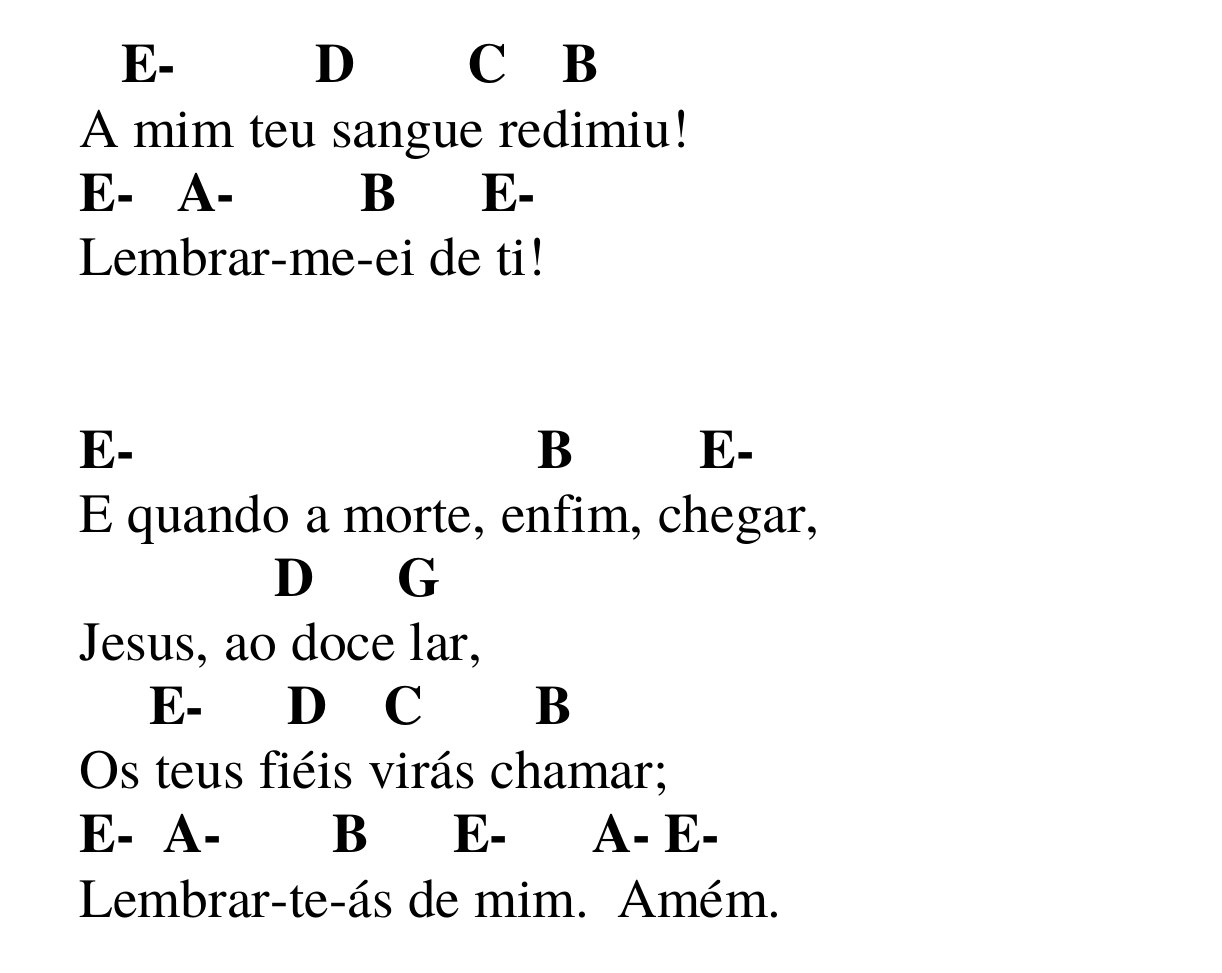 E- D C B
A mim teu sangue redimiu!
E- A- B E-
Lembrar-me-ei de ti!
E- B E-
E quando a morte, enfim, chegar,
D G
Jesus, ao doce lar,
E- D C B
Os teus fiéis virás chamar;
E- A- B E- A- E-
Lembrar-te-ás de mim. Amém.